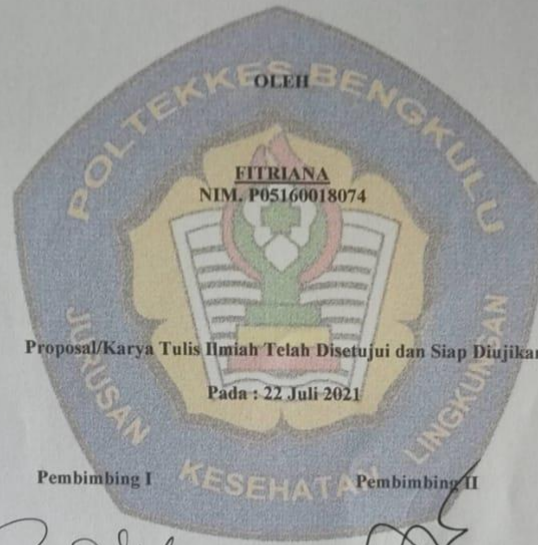 POLTEKKES BENGKULU
OLEH
FITRIANA
NIM. P05160018074
Proposal/Karya Tulis Ilmiah Telah Disetujui dan Siap Diujikan
Pada : 22 Juli 2021
JURUSAN KESEHATAN LINGKUNGAN
Pembimbing I Pembimbing II